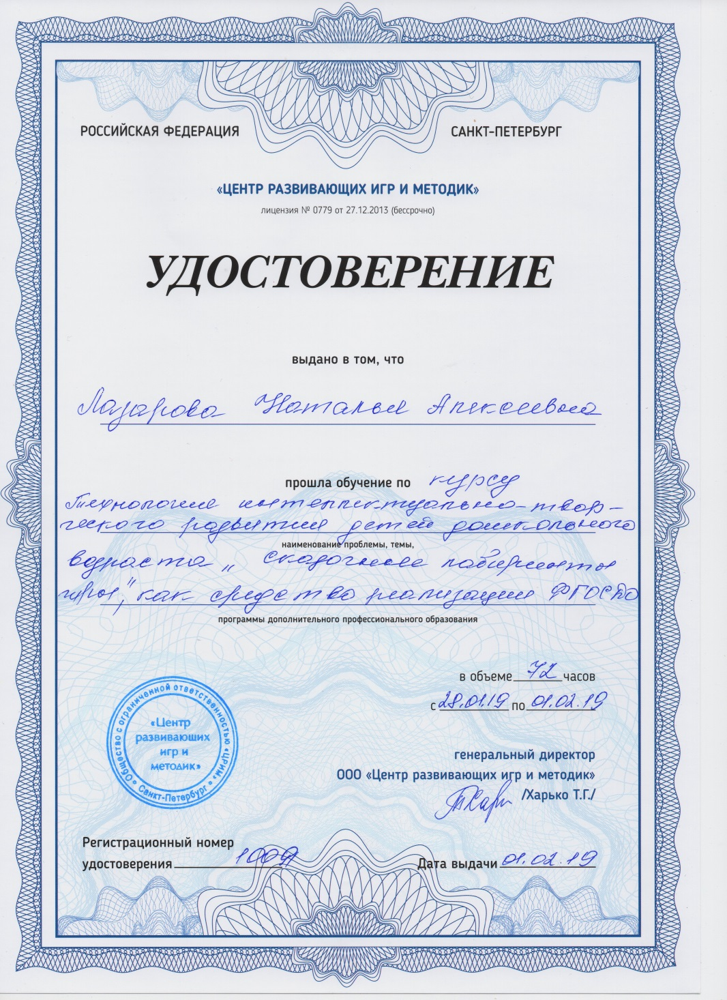 РОССИЙСКАЯ ФЕДЕРАЦИЯ
САНКТ-ПЕТЕРБУРГ
«ЦЕНТР РАЗВИВАЮЩИХ ИГР И МЕТОДИК»
лицензия № 0779 от 27.12.2013 (бессрочно)
УДОСТОВЕРЕНИЕ
выдано в том, что
Лазарева Наталья Алексеевна
прошла обучение по курсу
Технология интеллектуально-твор-
ческого развития детей дошкольного
наименование проблемы, темы,
возраста „Сказочные лабиринты
игры", как средство реализации ФГОС ДО
программы дополнительного профессионального образования
в объеме 72 часов
с 28.01.19 по 01.02.19
Общество с ограниченной ответственностью «ЦРИМ»
Санкт-Петербург
«Центр
развивающих
игр и
методик»
генеральный директор
ООО «Центр развивающих игр и методик»
/Харько Т.Г./
Регистрационный номер
удостоверения 1009
Дата выдачи 01.02.19